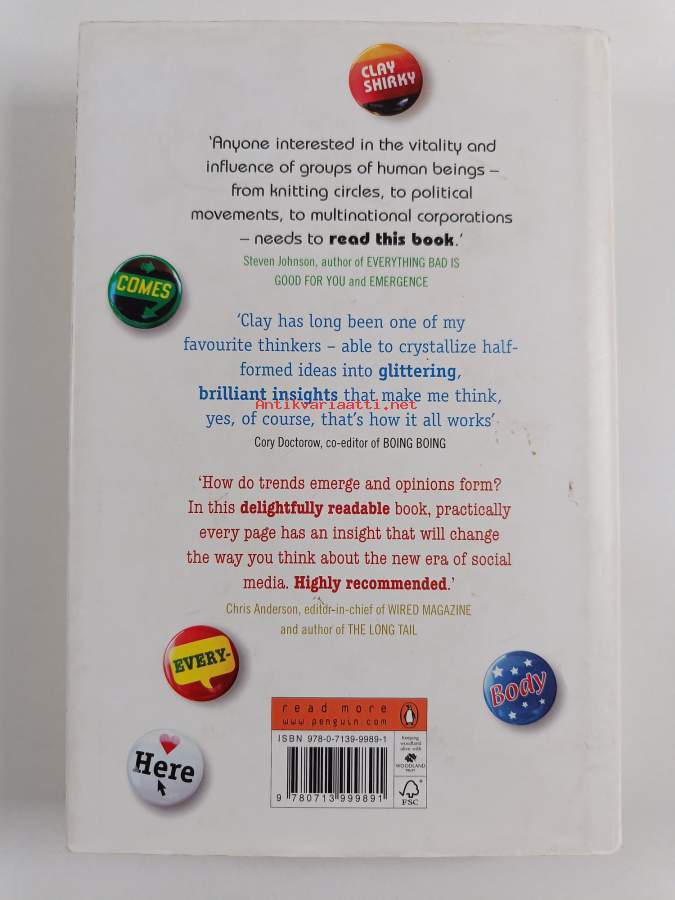 CLAY
SHIRKY
'Anyone interested in the vitality and
influence of groups of human beings –
from knitting circles, to political
movements, to multinational corporations
– needs to read this book.'
Steven Johnson, author of EVERYTHING BAD IS
GOOD FOR YOU and EMERGENCE
COMES
'Clay has long been one of my
favourite thinkers – able to crystallize half-
formed ideas into glittering,
brilliant insights that make me think,
Antikvariaatti.net
yes, of course, that's how it all works'
Cory Doctorow, co-editor of BOING BOING
'How do trends emerge and opinions form?
In this delightfully readable book, practically
every page has an insight that will change
the way you think about the new era of social
media. Highly recommended.'
Chris Anderson, editor-in-chief of WIRED MAGAZINE
and author of THE LONG TAIL
EVERY-
Body
Here
read more
www.penguin.com
ISBN 978-0-7139-9989-1
9 780713 999891
keeping
woodland
alive with
WOODLAND
TRUST
FSC